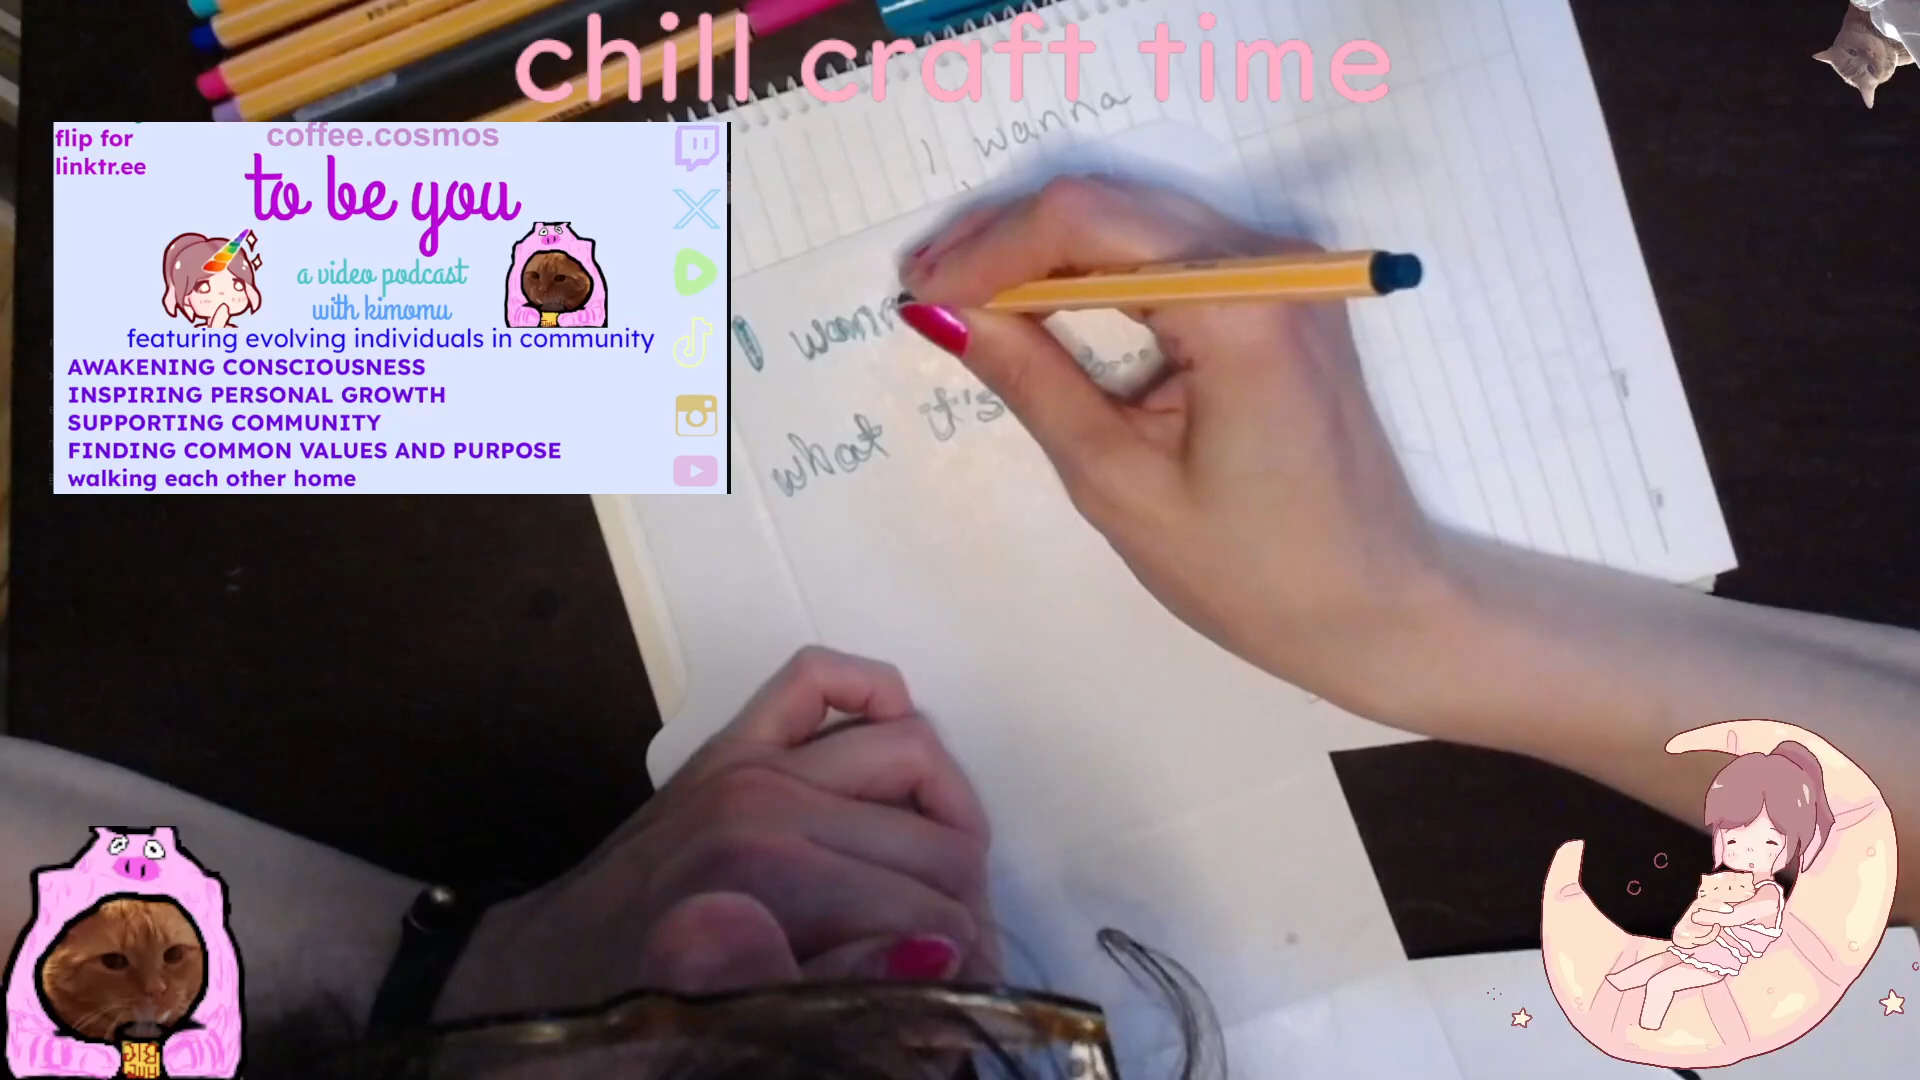 chill craft time
I wanna
flip for
linktr.ee
coffee.cosmos
to be you
a video podcast
with kimomu
featuring evolving individuals in community
AWAKENING CONSCIOUSNESS
INSPIRING PERSONAL GROWTH
SUPPORTING COMMUNITY
FINDING COMMON VALUES AND PURPOSE
walking each other home
I wann
what it's